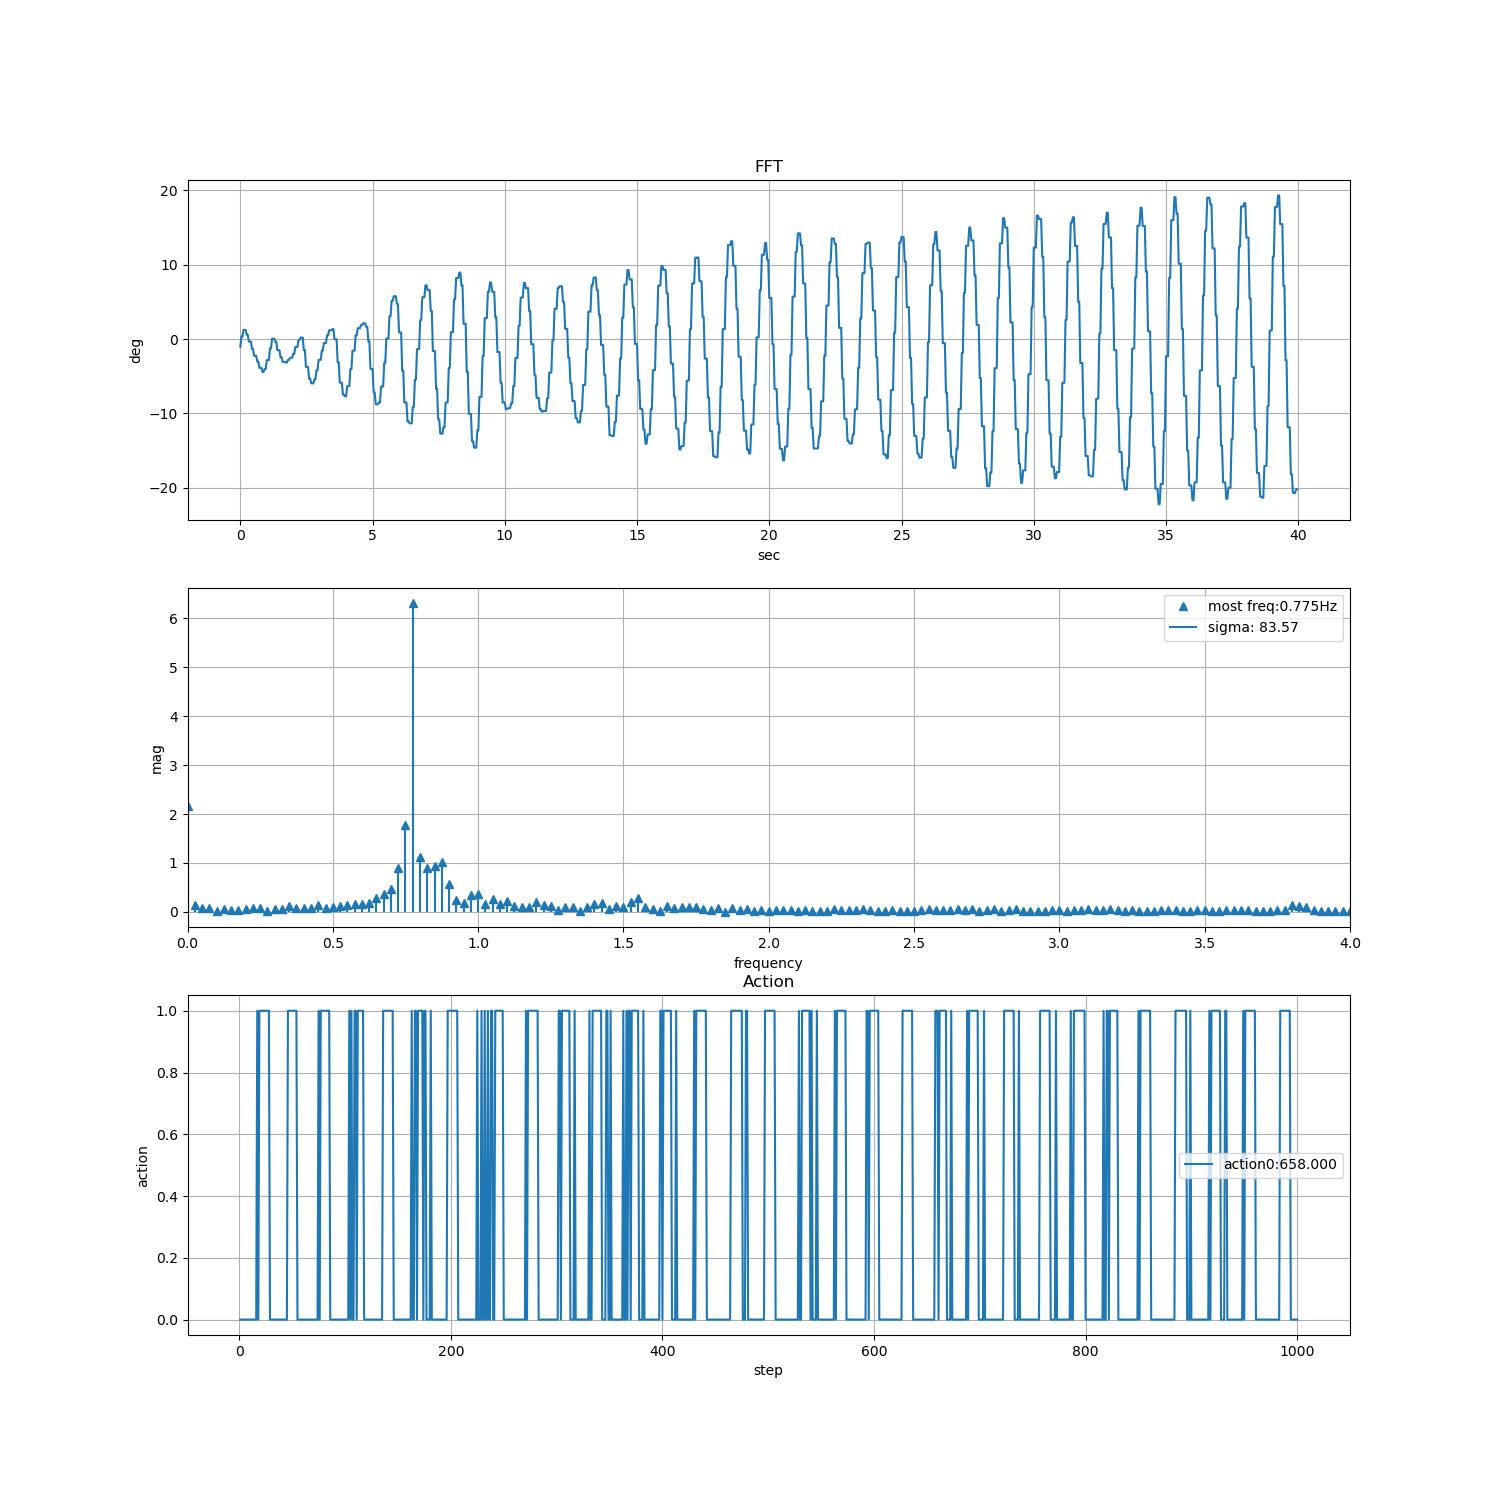 FFT
20
10
0
−10
−20
deg
0 5 10 15 20 25 30 35 40
sec
6
5
4
3
2
1
0
mag
most freq:0.775Hz
sigma: 83.57
0.0 0.5 1.0 1.5 2.0 2.5 3.0 3.5 4.0
frequency
Action
1.0
0.8
0.6
0.4
0.2
0.0
action
action0:658.000
0 200 400 600 800 1000
step